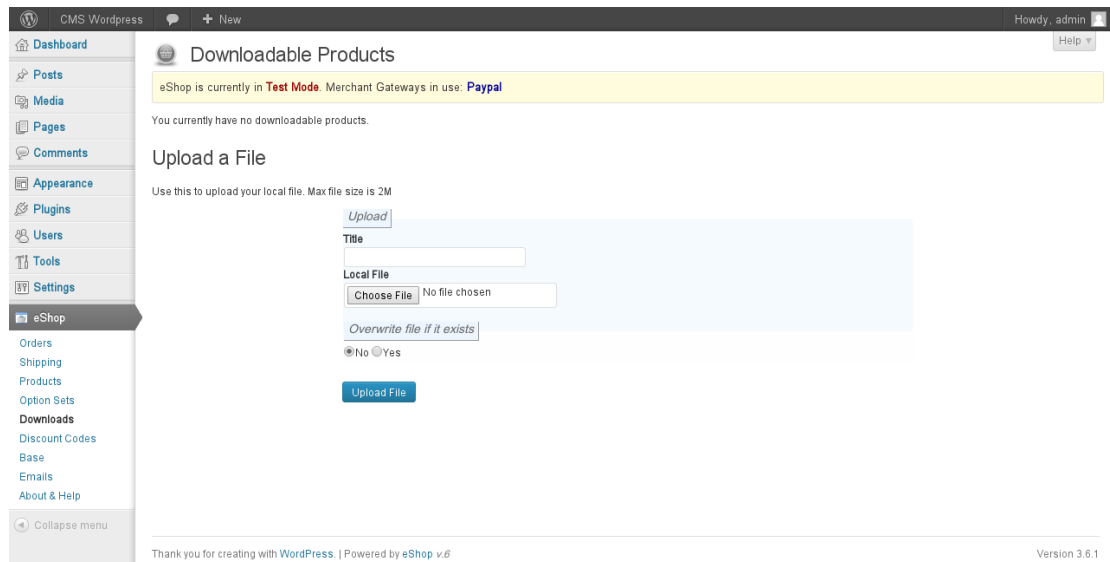 CMS Wordpress + New Howdy, admin
Help
Dashboard
Posts
Media
Pages
Comments
Appearance
Plugins
Users
Tools
Settings
eShop
Orders
Shipping
Products
Option Sets
Downloads
Discount Codes
Base
Emails
About & Help
Collapse menu
Downloadable Products
eShop is currently in Test Mode. Merchant Gateways in use: Paypal
You currently have no downloadable products.
Upload a File
Use this to upload your local file. Max file size is 2M
Upload
Title
Local File
Choose File No file chosen
Overwrite file if it exists
No Yes
Upload File
Thank you for creating with WordPress. | Powered by eShop v.6 Version 3.6.1